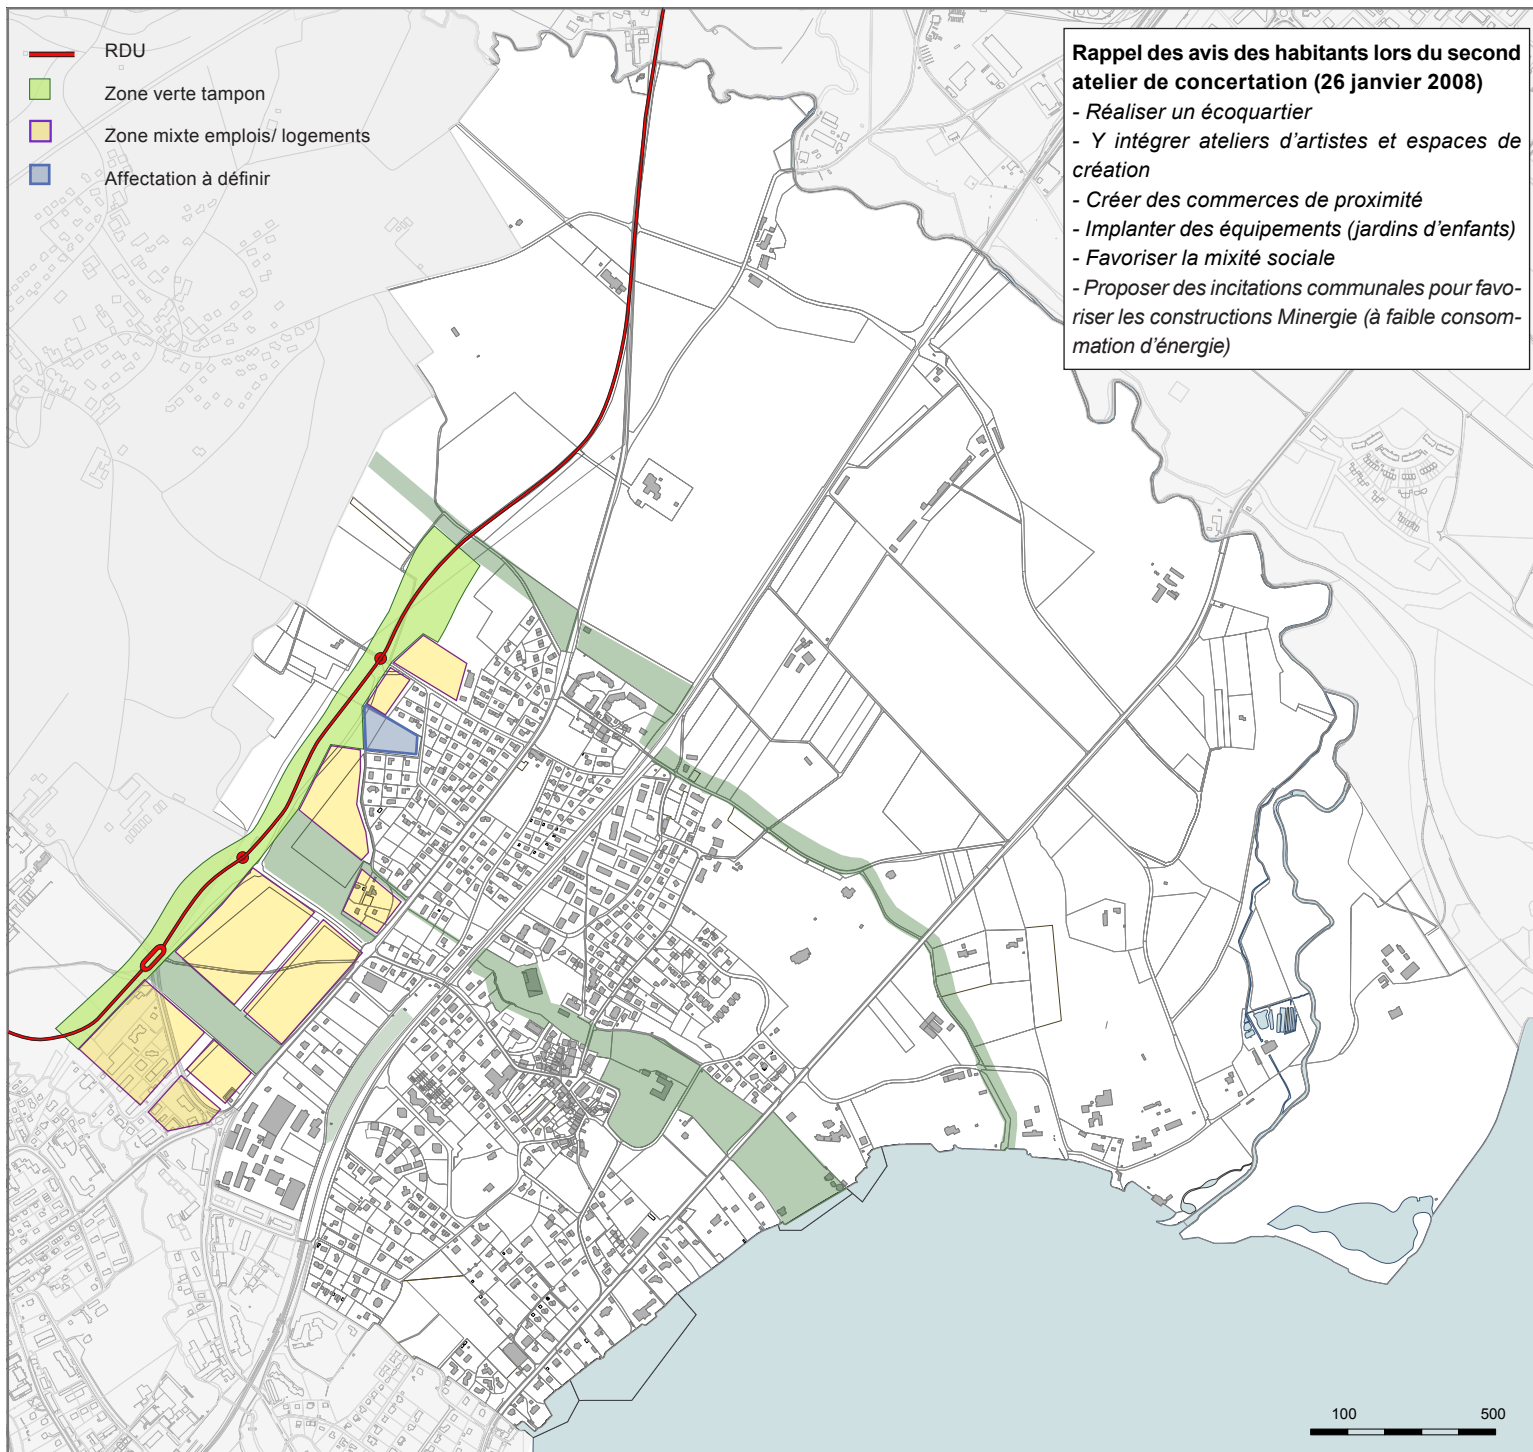 RDU
Zone verte tampon
Zone mixte emplois/ logements
Affectation à définir
Rappel des avis des habitants lors du second
atelier de concertation (26 janvier 2008)
- Réaliser un écoquartier
- Y intégrer ateliers d'artistes et espaces de
création
- Créer des commerces de proximité
- Implanter des équipements (jardins d'enfants)
- Favoriser la mixité sociale
- Proposer des incitations communales pour favo-
riser les constructions Minergie (à faible consom-
mation d'énergie)
100 500